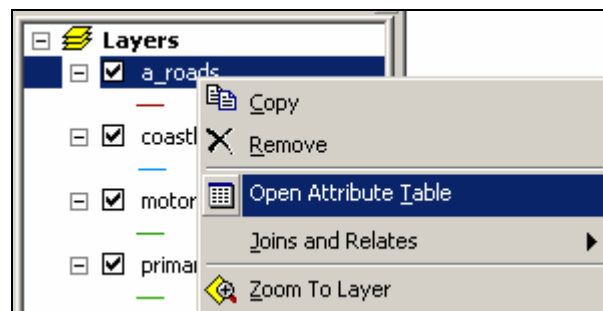 Layers
a_roads
Copy
coastl
Remove
motor
Open Attribute Table
Joins and Relates
primar
Zoom To Layer